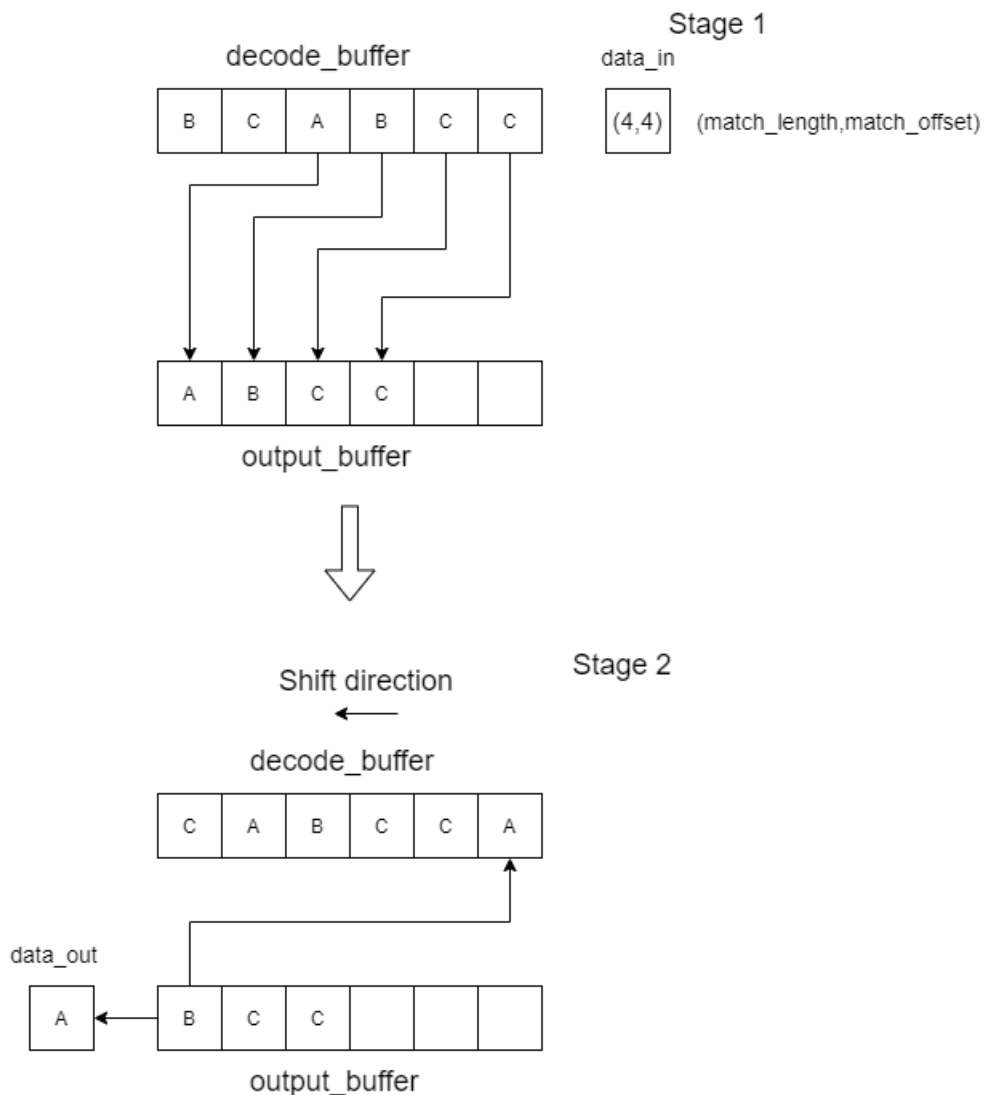 Stage 1
decode_buffer
data_in
B C A B C C
(4,4)
(match_length,match_offset)
A B C C
output_buffer
Stage 2
Shift direction
decode_buffer
C A B C C A
data_out
A
B C C
output_buffer